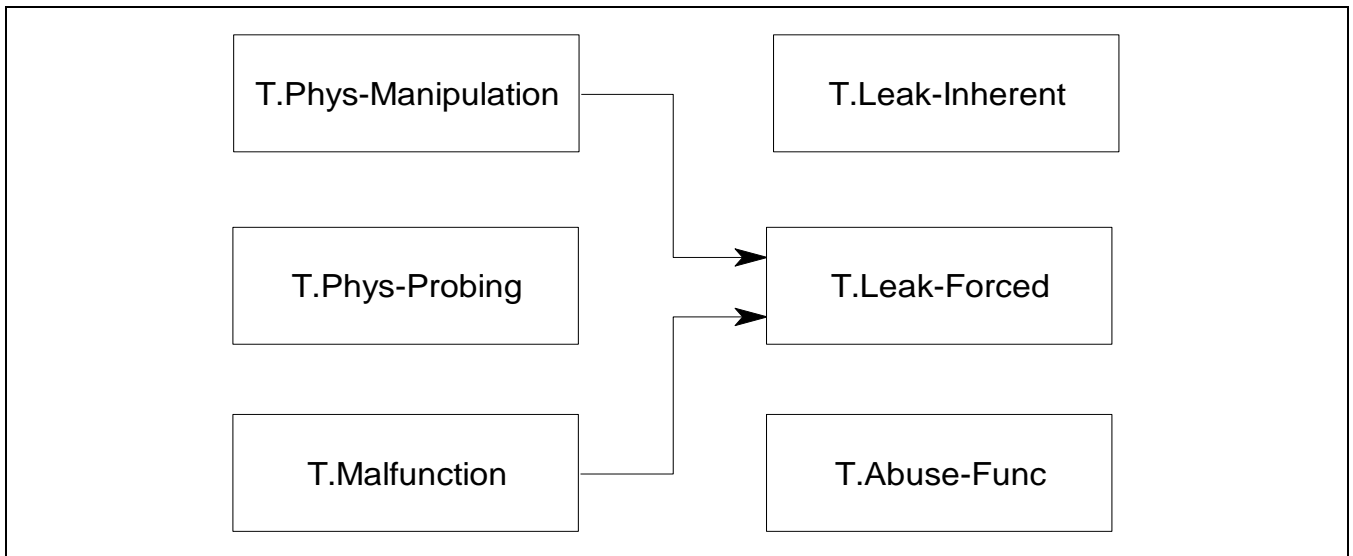 T.Phys-Manipulation
T.Leak-Inherent
T.Phys-Probing
T.Leak-Forced
T.Malfunction
T.Abuse-Func